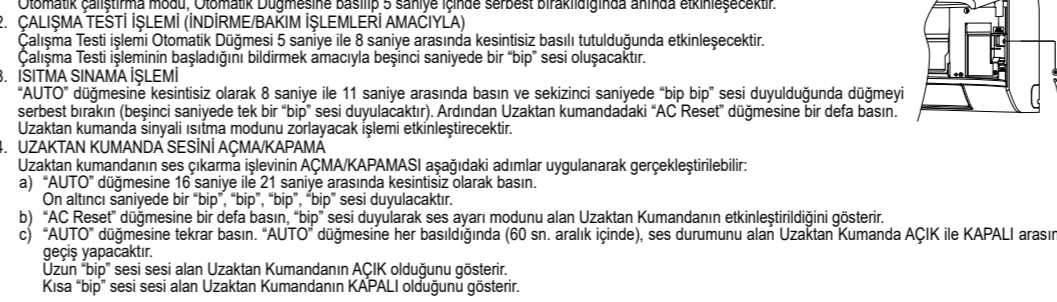 Otomatik çalıştırma modu, Otomatik Düğmesine basılıp 5 saniye içinde serbest bırakıldığında anında etkinleşecektir.
2. ÇALIŞMA TESTİ İŞLEMİ (İNDİRME/BAKIM İŞLEMLERİ AMACIYLA)
Çalışma Testi işlemi Otomatik Düğmesi 5 saniye ile 8 saniye arasında kesintisiz basılı tutulduğunda etkinleşecektir.
Çalışma Testi işleminin başladığını bildirmek amacıyla beşinci saniyede bir “bip” sesi oluşacaktır.
3. ISITMA SINAMA İŞLEMİ
“AUTO” düğmesine kesintisiz olarak 8 saniye ile 11 saniye arasında basın ve sekizinci saniyede “bip bip” sesi duyulduğunda düğmeyi
serbest bırakın (beşinci saniyede tek bir “bip” sesi duyulacaktır). Ardından Uzaktan kumandadaki “AC Reset” düğmesine bir defa basın.
Uzaktan kumanda sinyali ısıtma modunu zorlayacak işlemi etkinleştirecektir.
4. UZAKTAN KUMANDA SESİNİ AÇMA/KAPAMA
Uzaktan kumandanın ses çıkarma işlevinin AÇMA/KAPAMASI aşağıdaki adımlar uygulanarak gerçekleştirilebilir:
a) “AUTO” düğmesine 16 saniye ile 21 saniye arasında kesintisiz olarak basın.
On altıncı saniyede bir “bip”, “bip”, “bip”, “bip” sesi duyulacaktır.
b) “AC Reset” düğmesine bir defa basın, “bip” sesi duyularak ses ayarı modunu alan Uzaktan Kumandanın etkinleştirildiğini gösterir.
c) “AUTO” düğmesine tekrar basın. “AUTO” düğmesine her basıldığında (60 sn. aralık içinde), ses durumunu alan Uzaktan Kumanda AÇIK ile KAPALI arasın
geçiş yapacaktır.
Uzun “bip” sesi sesi alan Uzaktan Kumandanın AÇIK olduğunu gösterir.
Kısa “bip” sesi sesi alan Uzaktan Kumandanın KAPALI olduğunu gösterir.